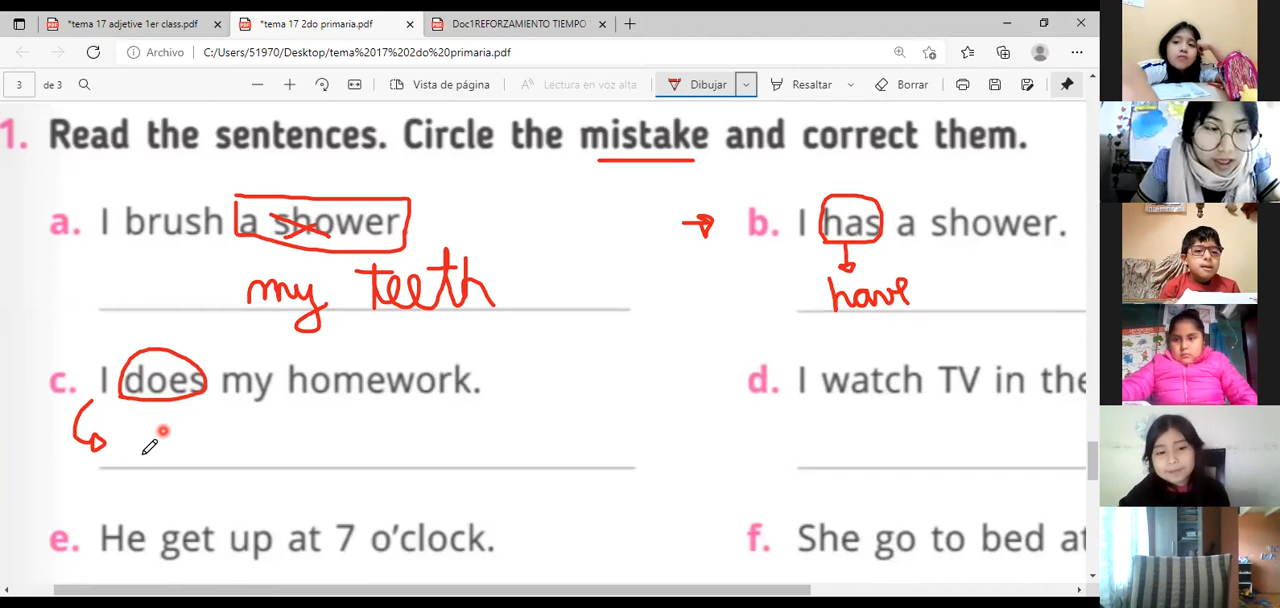 *tema 17 adjetive 1er class.pdf
*tema 17 2do primaria.pdf
Doc1REFORZAMIENTO TIEMPO
Archivo C:/Users/51970/Desktop/tema%2017%202do%20primaria.pdf
3 de 3
Vista de página
Lectura en voz alta
Dibujar
Resaltar
Borrar
1. Read the sentences. Circle the mistake and correct them.
a. I brush a shower
my teeth
b. I has a shower.
have
c. I does my homework.
d. I watch TV in the
e. He get up at 7 o'clock.
f. She go to bed at